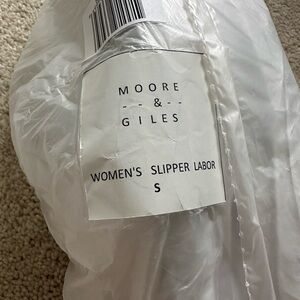 MOORE
- - & - -
GILES
WOMEN'S SLIPPER LABOR
S